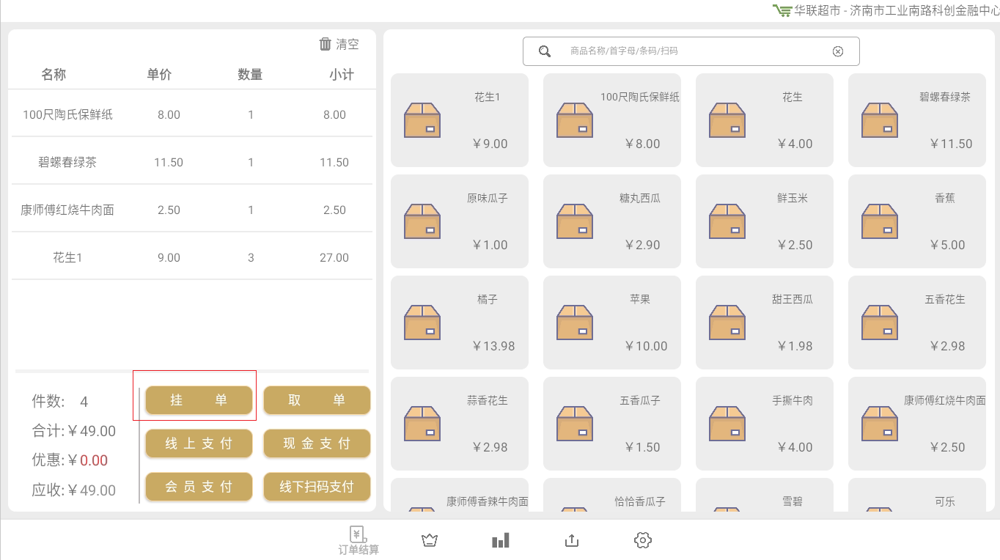 华联超市 - 济南市工业南路科创金融中心
清空
名称 单价 数量 小计
100尺陶氏保鲜纸 8.00 1 8.00
碧螺春绿茶 11.50 1 11.50
康师傅红烧牛肉面 2.50 1 2.50
花生1 9.00 3 27.00
件数: 4
合计:￥49.00
优惠:￥0.00
应收:￥49.00
挂 单 取 单
线上支付 现金支付
会员支付 线下扫码支付
商品名称/首字母/条码/扫码
花生1 100尺陶氏保鲜纸 花生 碧螺春绿茶
￥9.00 ￥8.00 ￥4.00 ￥11.50
原味瓜子 糖丸西瓜 鲜玉米 香蕉
￥1.00 ￥2.90 ￥2.50 ￥5.00
橘子 苹果 甜王西瓜 五香花生
￥13.98 ￥10.00 ￥1.98 ￥2.98
蒜香花生 五香瓜子 手撕牛肉 康师傅红烧牛肉面
￥2.98 ￥1.50 ￥4.00 ￥2.50
康师傅香辣牛肉面 恰恰香瓜子 雪碧 可乐
订单结算